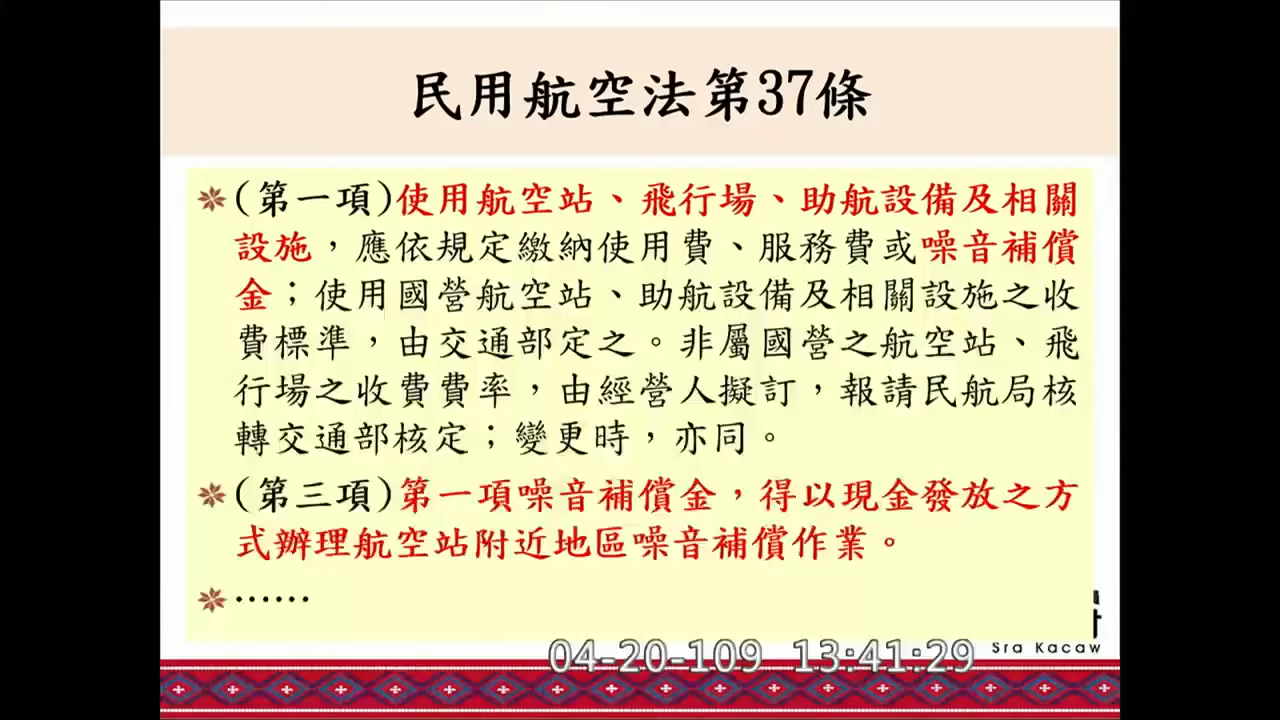 民用航空法第37條
(第一項)使用航空站、飛行場、助航設備及相關
設施，應依規定繳納使用費、服務費或噪音補償
金；使用國營航空站、助航設備及相關設施之收
費標準，由交通部定之。非屬國營之航空站、飛
行場之收費費率，由經營人擬訂，報請民航局核
轉交通部核定；變更時，亦同。
(第三項)第一項噪音補償金，得以現金發放之方
式辦理航空站附近地區噪音補償作業。
······
Sra Kacaw
04-20-109 13:41:29